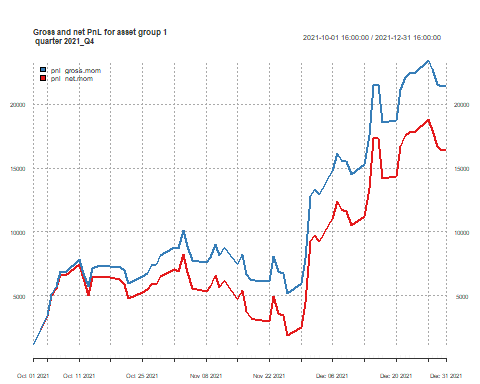 Gross and net PnL for asset group 1
quarter 2021_Q4
2021-10-01 16:00:00 / 2021-12-31 16:00:00
pnl_gross.mom
pnl_net.mom
20000 20000
15000 15000
10000 10000
5000 5000
Oct 01 2021 Oct 11 2021 Oct 25 2021 Nov 08 2021 Nov 22 2021 Dec 06 2021 Dec 20 2021 Dec 31 2021